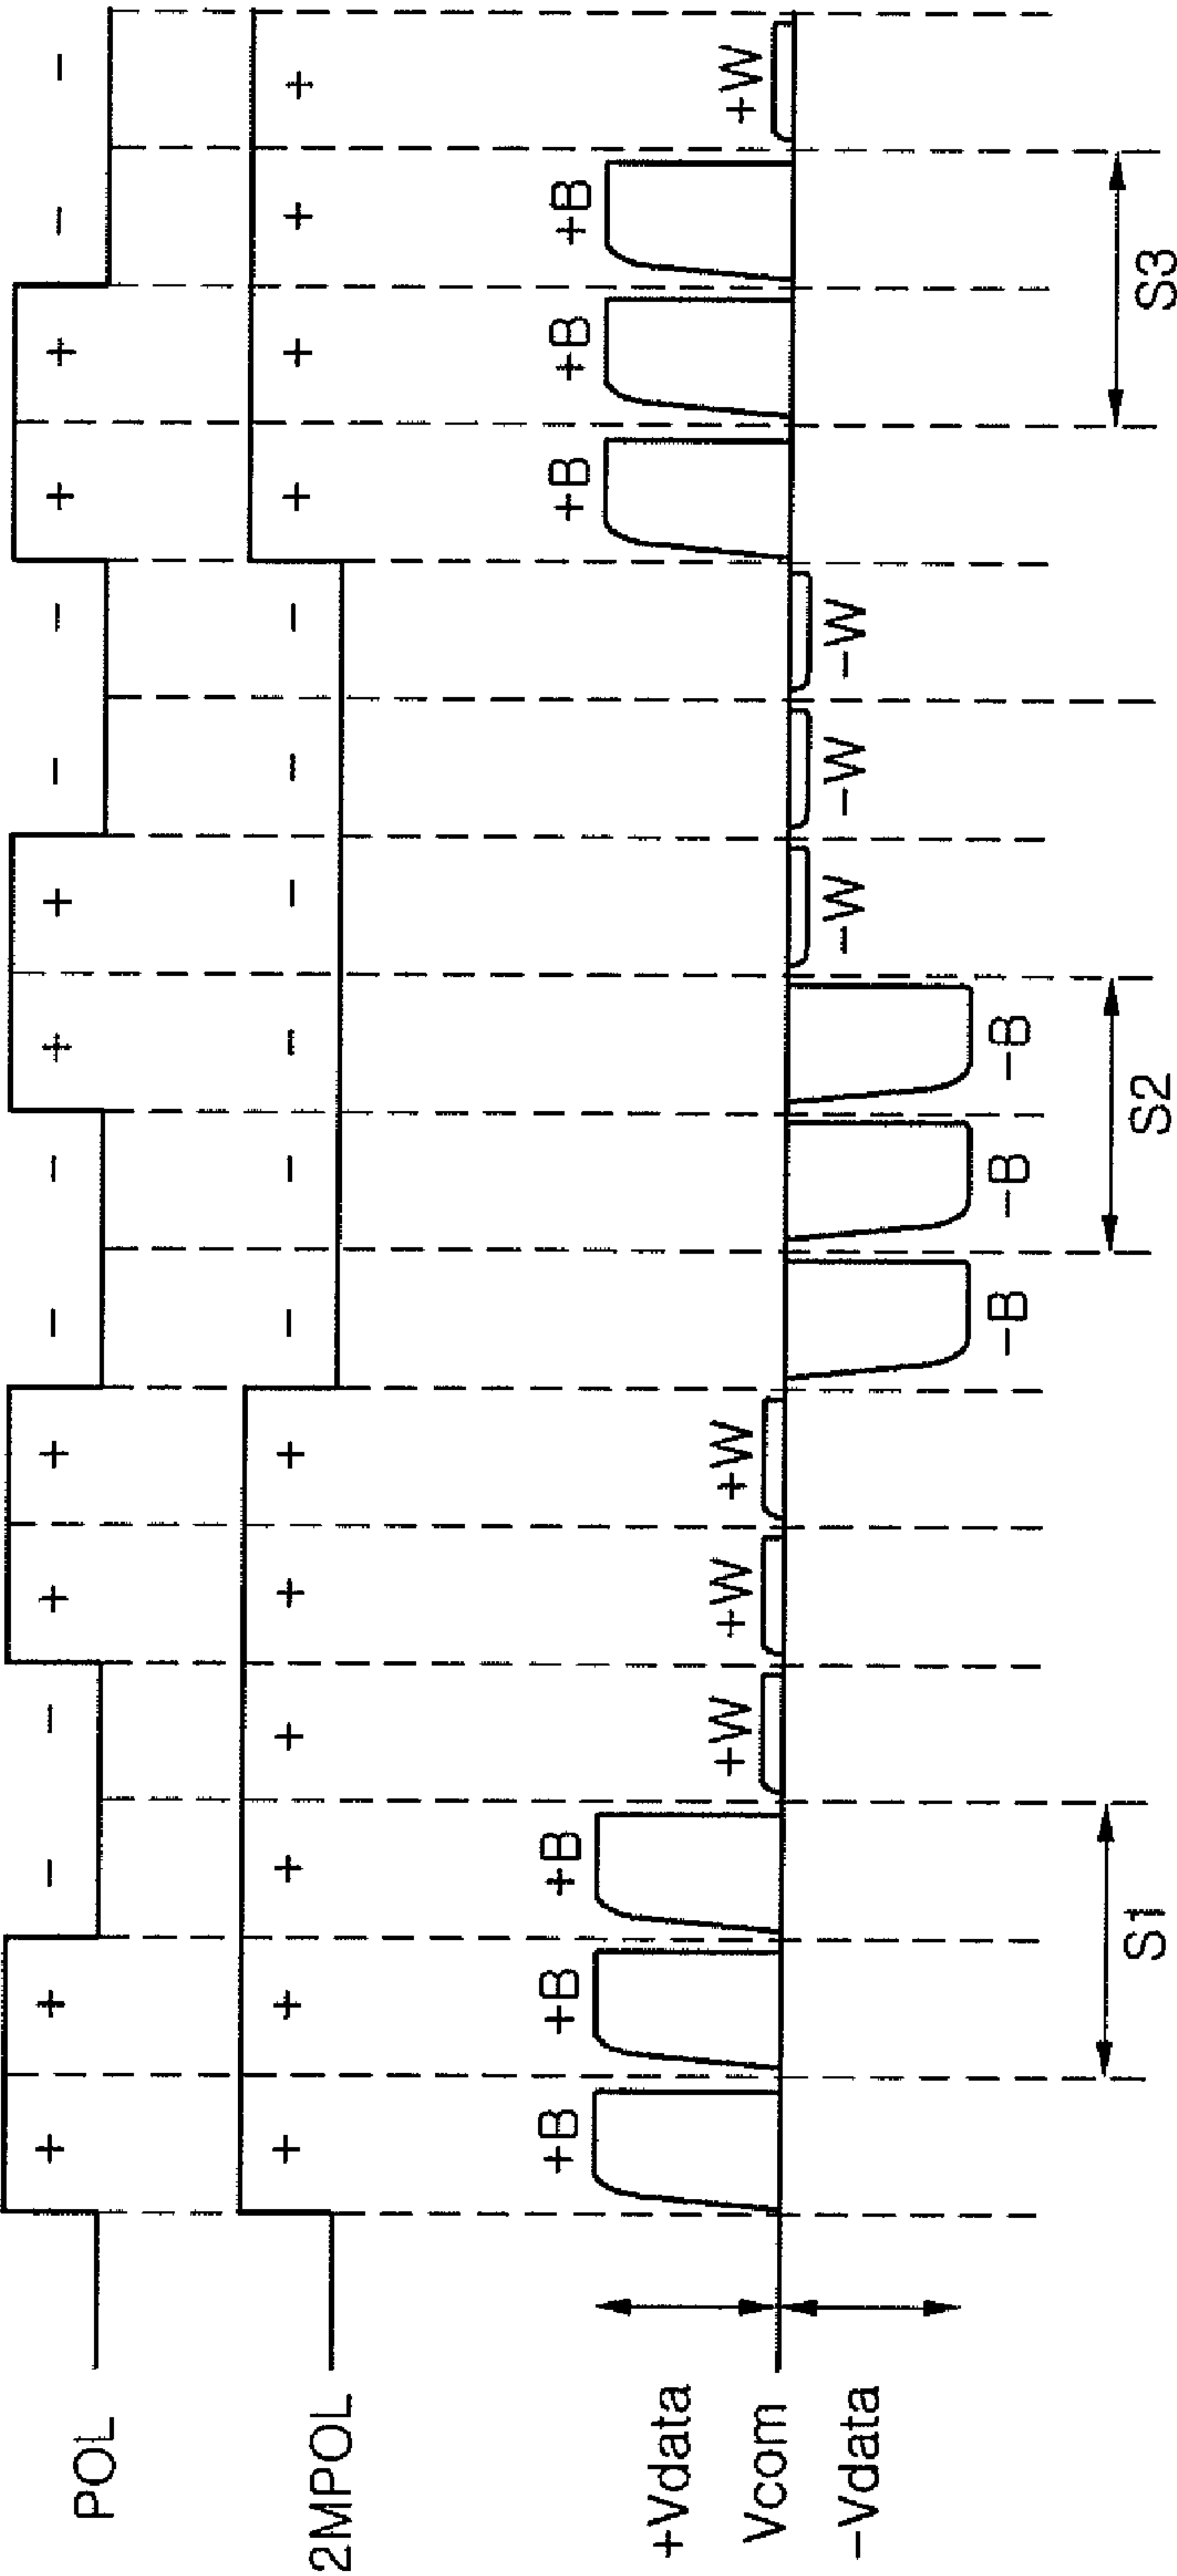 POL + + − − + + − − + + − − + + − −
2MPOL + + + + + + − − − − − − + + + +
+B +B +B +B +B +B
+Vdata
+W +W +W +W
Vcom
−W −W −W
−Vdata
−B −B −B
S1 S2 S3